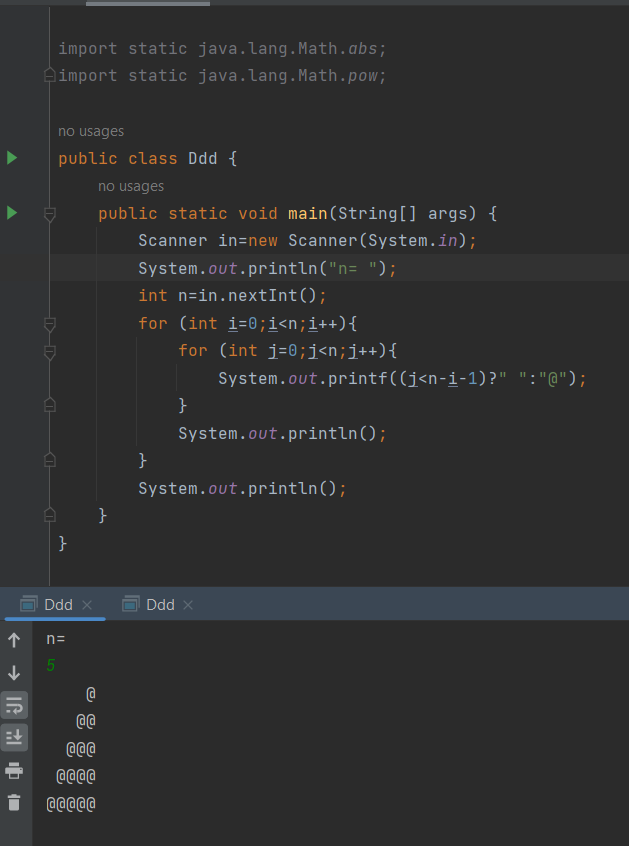 import static java.lang.Math.abs;
import static java.lang.Math.pow;
no usages
public class Ddd {
no usages
public static void main(String[] args) {
Scanner in=new Scanner(System.in);
System.out.println("n= ");
int n=in.nextInt();
for (int i=0;i<n;i++){
for (int j=0;j<n;j++){
System.out.printf((j<n-i-1)?" ":"@");
}
System.out.println();
}
System.out.println();
}
}
Ddd Ddd
n=
5
@
@@
@@@
@@@@
@@@@@